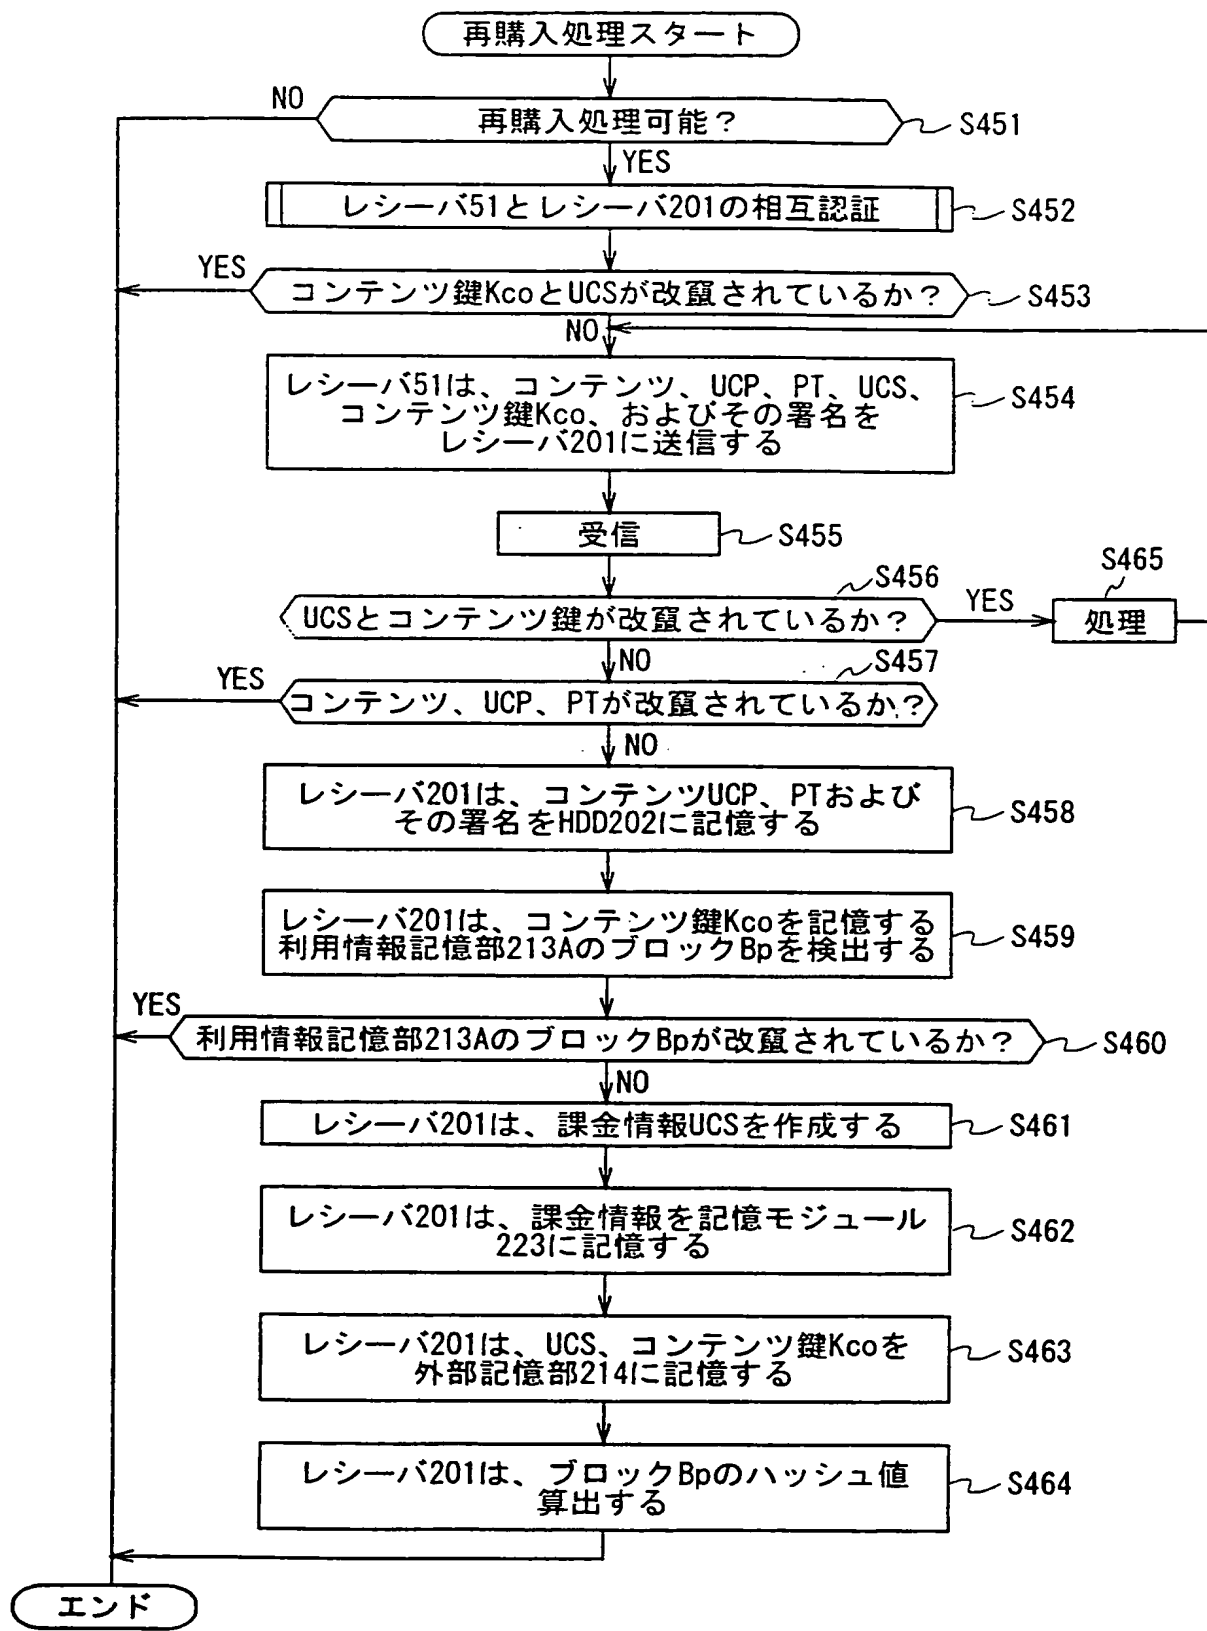 再購入処理スタート
NO
再購入処理可能？
S451
YES
レシーバ51とレシーバ201の相互認証
S452
YES
コンテンツ鍵KcoとUCSが改竄されているか？
S453
NO
レシーバ51は、コンテンツ、UCP、PT、UCS、
コンテンツ鍵Kco、およびその署名を
レシーバ201に送信する
S454
受信
S455
S456
UCSとコンテンツ鍵が改竄されているか？
YES
S465
処理
NO
S457
YES
コンテンツ、UCP、PTが改竄されているか？
NO
レシーバ201は、コンテンツUCP、PTおよび
その署名をHDD202に記憶する
S458
レシーバ201は、コンテンツ鍵Kcoを記憶する
利用情報記憶部213AのブロックBpを検出する
S459
YES
利用情報記憶部213AのブロックBpが改竄されているか？
S460
NO
レシーバ201は、課金情報UCSを作成する
S461
レシーバ201は、課金情報を記憶モジュール
223に記憶する
S462
レシーバ201は、UCS、コンテンツ鍵Kcoを
外部記憶部214に記憶する
S463
レシーバ201は、ブロックBpのハッシュ値
算出する
S464
エンド